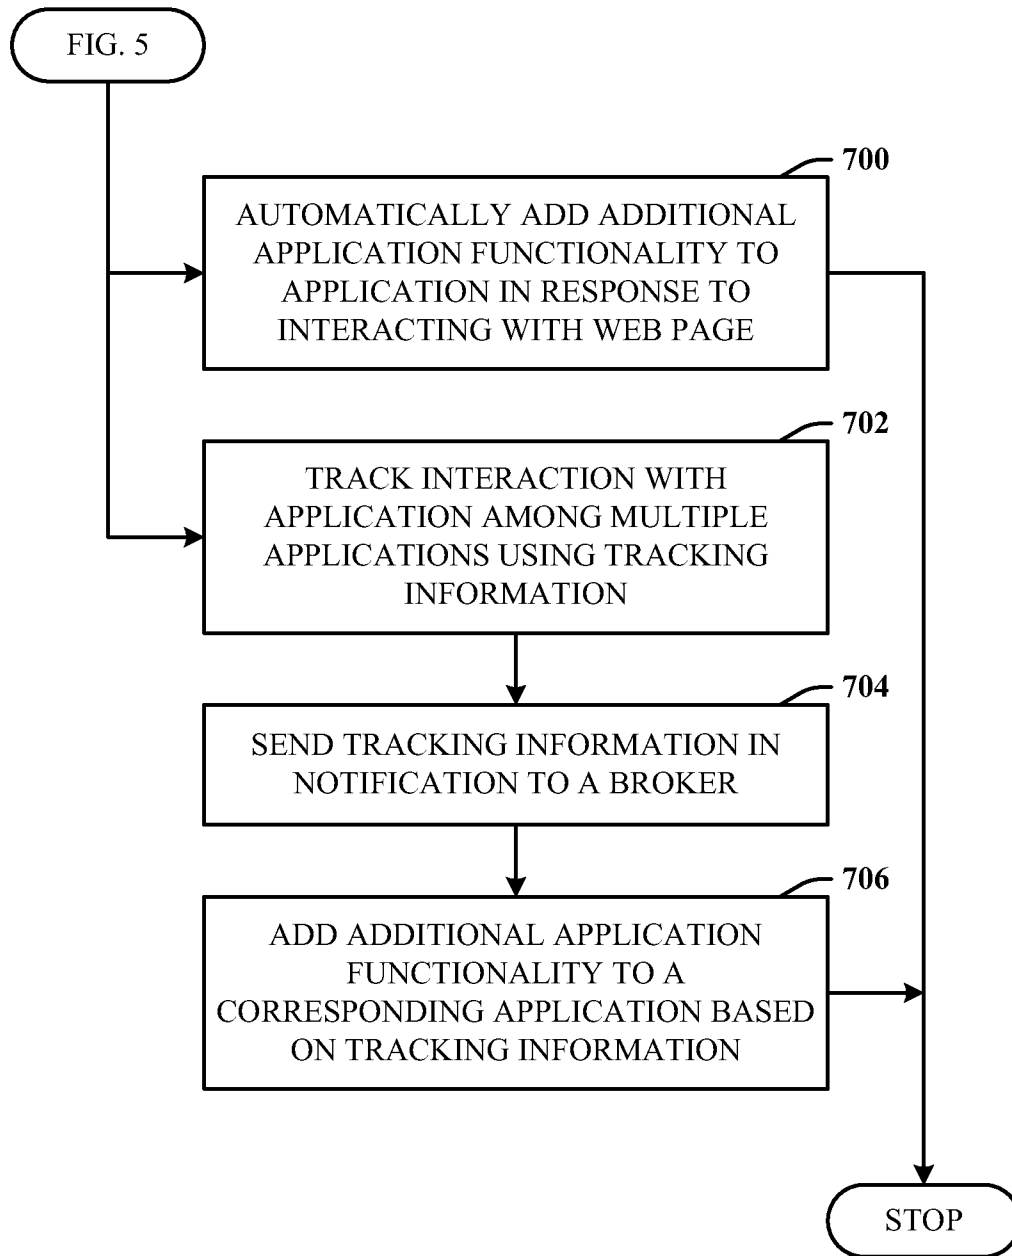 FIG. 5
700
AUTOMATICALLY ADD ADDITIONAL
APPLICATION FUNCTIONALITY TO
APPLICATION IN RESPONSE TO
INTERACTING WITH WEB PAGE
702
TRACK INTERACTION WITH
APPLICATION AMONG MULTIPLE
APPLICATIONS USING TRACKING
INFORMATION
704
SEND TRACKING INFORMATION IN
NOTIFICATION TO A BROKER
706
ADD ADDITIONAL APPLICATION
FUNCTIONALITY TO A
CORRESPONDING APPLICATION BASED
ON TRACKING INFORMATION
STOP